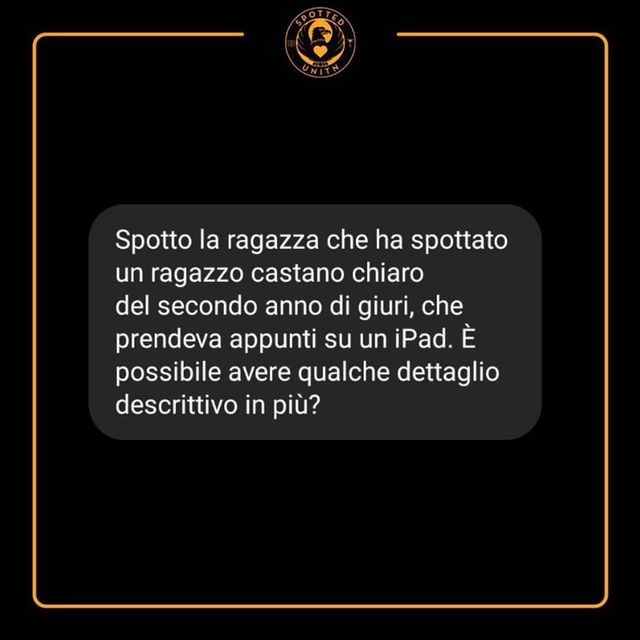 SPOTTED
UNITN
Spotto la ragazza che ha spottato
un ragazzo castano chiaro
del secondo anno di giuri, che
prendeva appunti su un iPad. È
possibile avere qualche dettaglio
descrittivo in più?